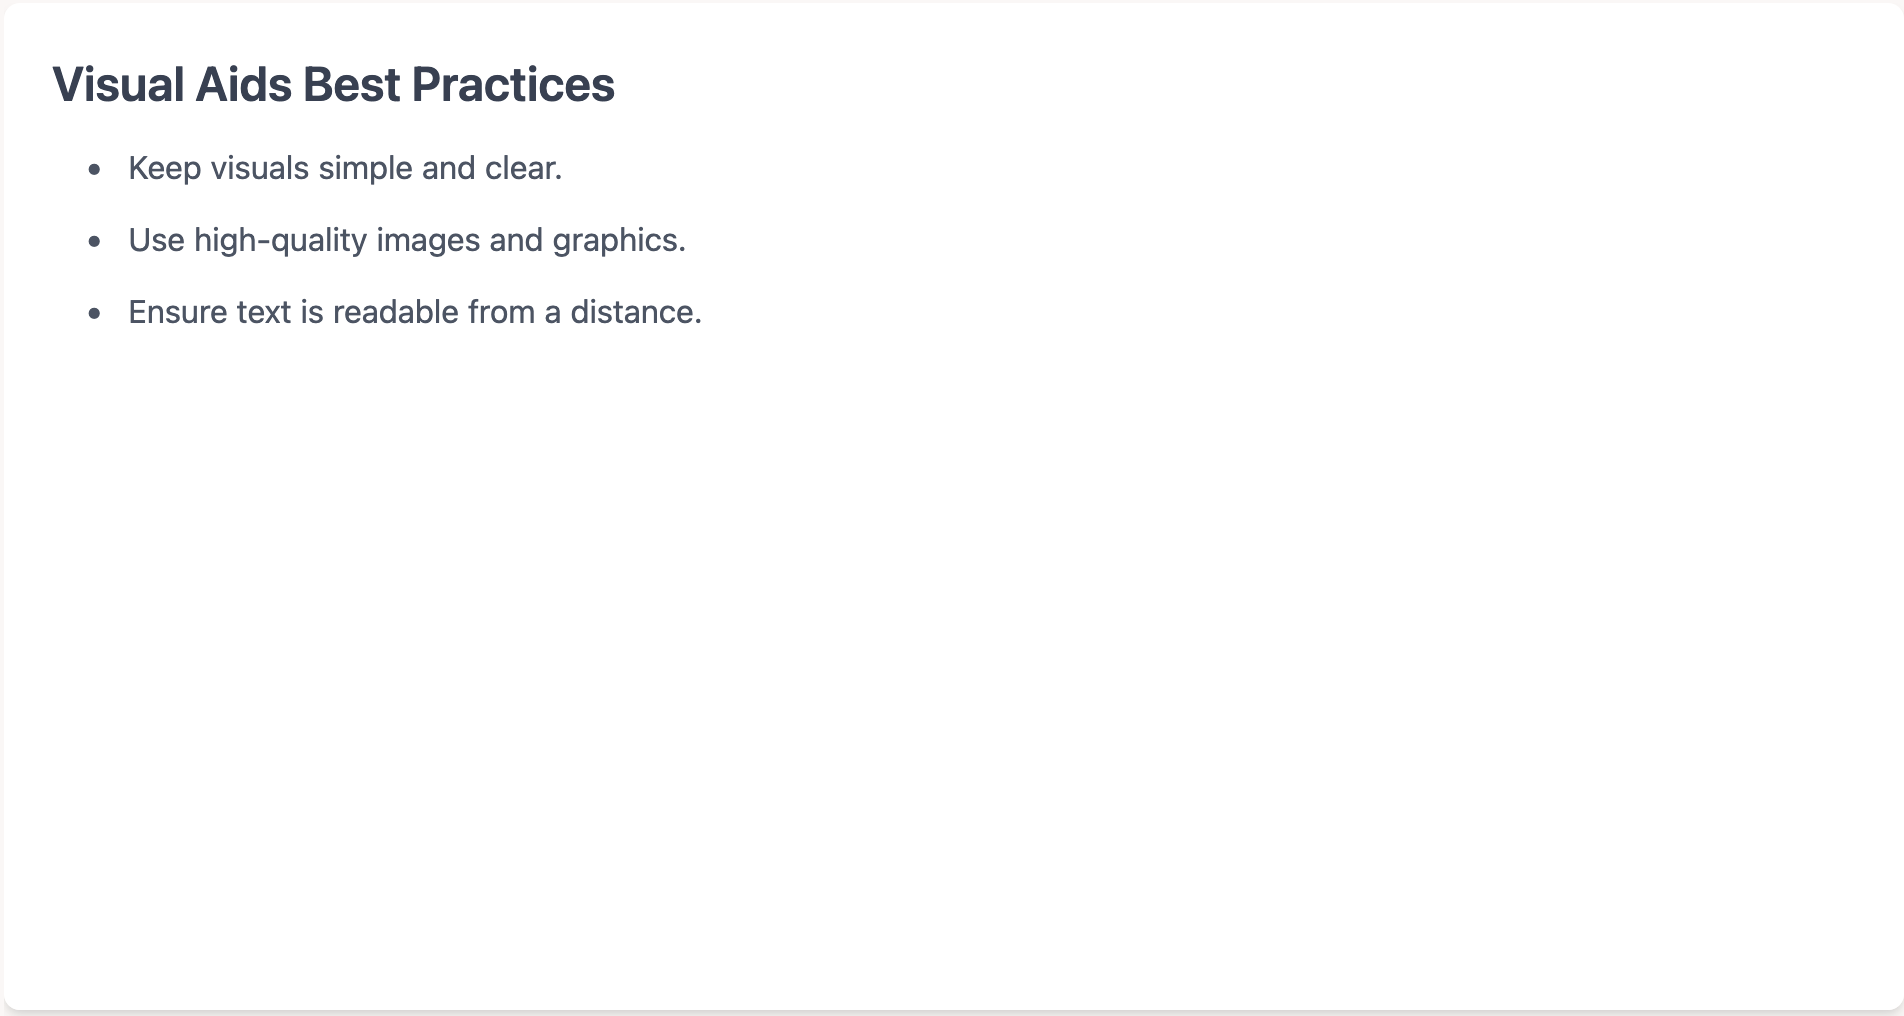 Visual Aids Best Practices
• Keep visuals simple and clear.
• Use high-quality images and graphics.
• Ensure text is readable from a distance.